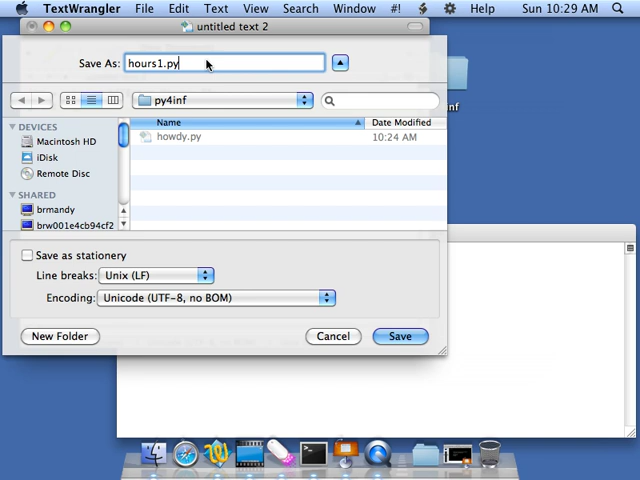 TextWrangler File Edit Text View Search Window #! Help Sun 10:29 AM
untitled text 2
Save As: hours1.py
py4inf
inf
DEVICES
Macintosh HD
iDisk
Remote Disc
SHARED
brmandy
brw001e4cb94cf2
Name Date Modified
howdy.py 10:24 AM
Save as stationery
Line breaks: Unix (LF)
Encoding: Unicode (UTF-8, no BOM)
New Folder Cancel Save